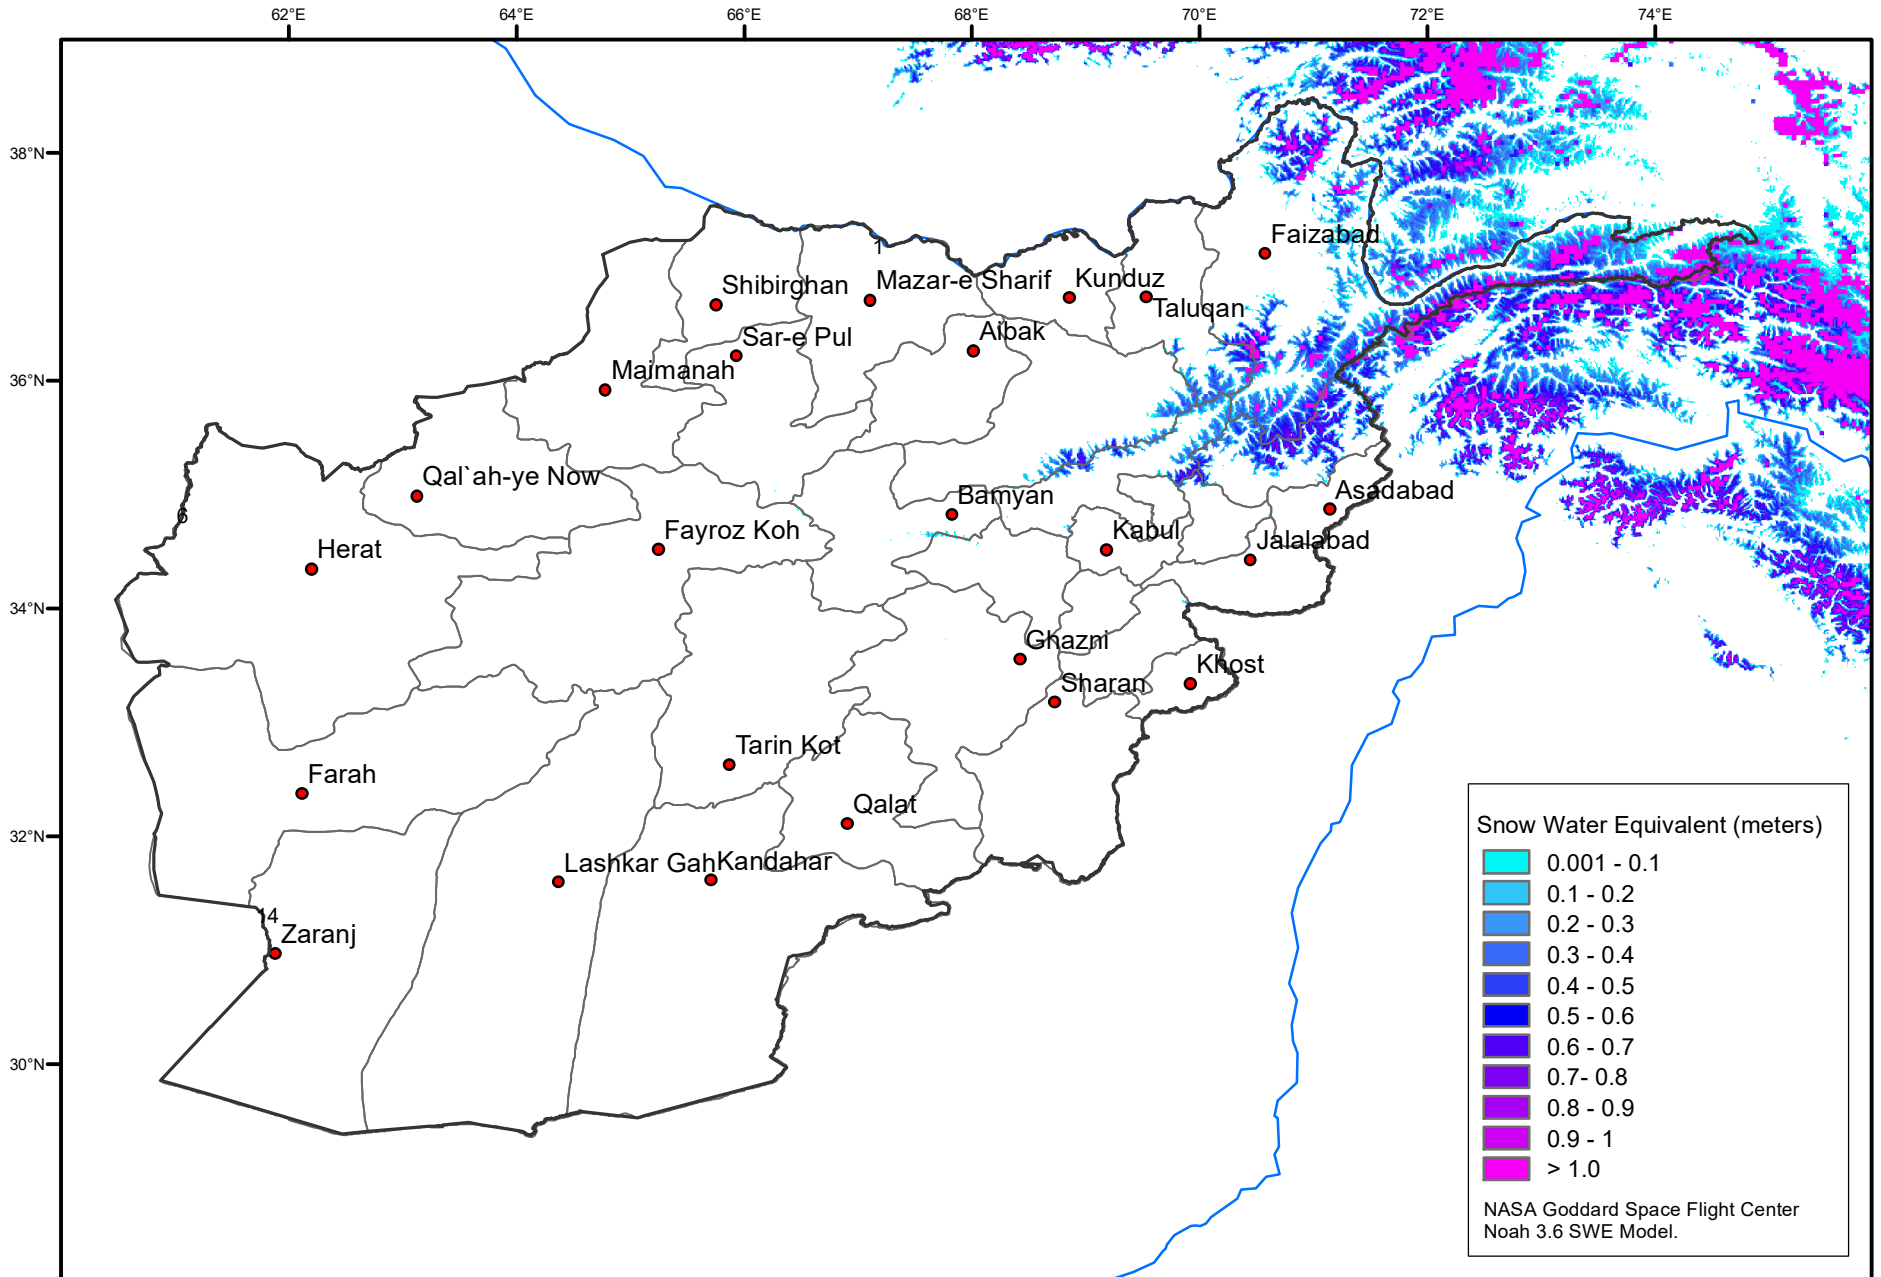 62°E 64°E 66°E 68°E 70°E 72°E 74°E
38°N
36°N
34°N
32°N
30°N
Faizabad
1
Shibirghan
Mazar-e Sharif
Kunduz
Taluqan
Sar-e Pul
Aibak
Maimanah
Qal`ah-ye Now
Bamyan
Asadabad
6
Herat
Fayroz Koh
Kabul
Jalalabad
Ghazni
Khost
Sharan
Tarin Kot
Farah
Qalat
Lashkar Gah
Kandahar
14
Zaranj
Snow Water Equivalent (meters)
0.001 - 0.1
0.1 - 0.2
0.2 - 0.3
0.3 - 0.4
0.4 - 0.5
0.5 - 0.6
0.6 - 0.7
0.7- 0.8
0.8 - 0.9
0.9 - 1
> 1.0
NASA Goddard Space Flight Center
Noah 3.6 SWE Model.